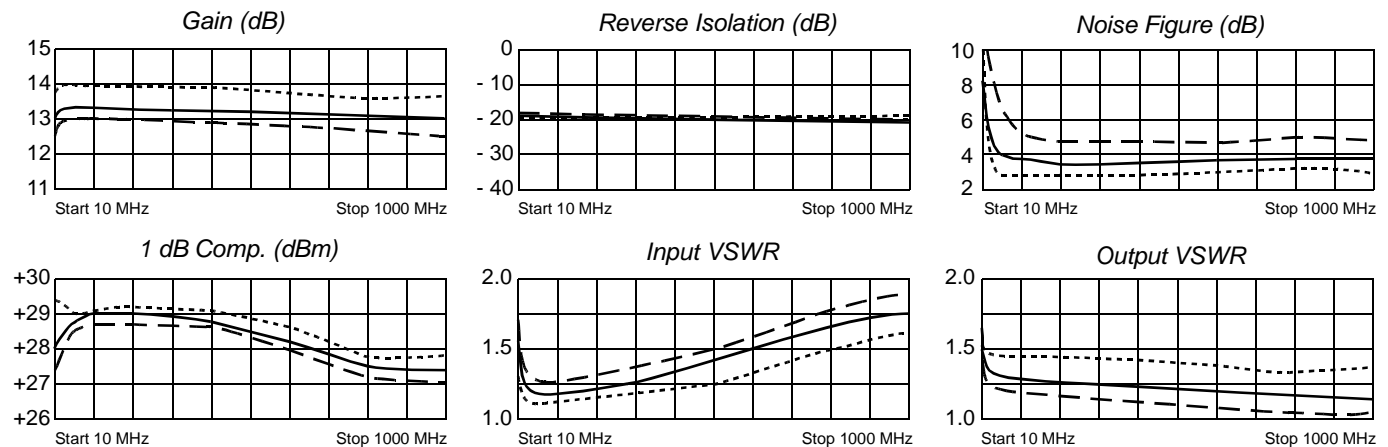 Gain (dB)
15
14
13
12
11
Start 10 MHz
Stop 1000 MHz
Reverse Isolation (dB)
0
- 10
- 20
- 30
- 40
Start 10 MHz
Stop 1000 MHz
Noise Figure (dB)
10
8
6
4
2
Start 10 MHz
Stop 1000 MHz
1 dB Comp. (dBm)
+30
+29
+28
+27
+26
Start 10 MHz
Stop 1000 MHz
Input VSWR
2.0
1.5
1.0
Start 10 MHz
Stop 1000 MHz
Output VSWR
2.0
1.5
1.0
Start 10 MHz
Stop 1000 MHz